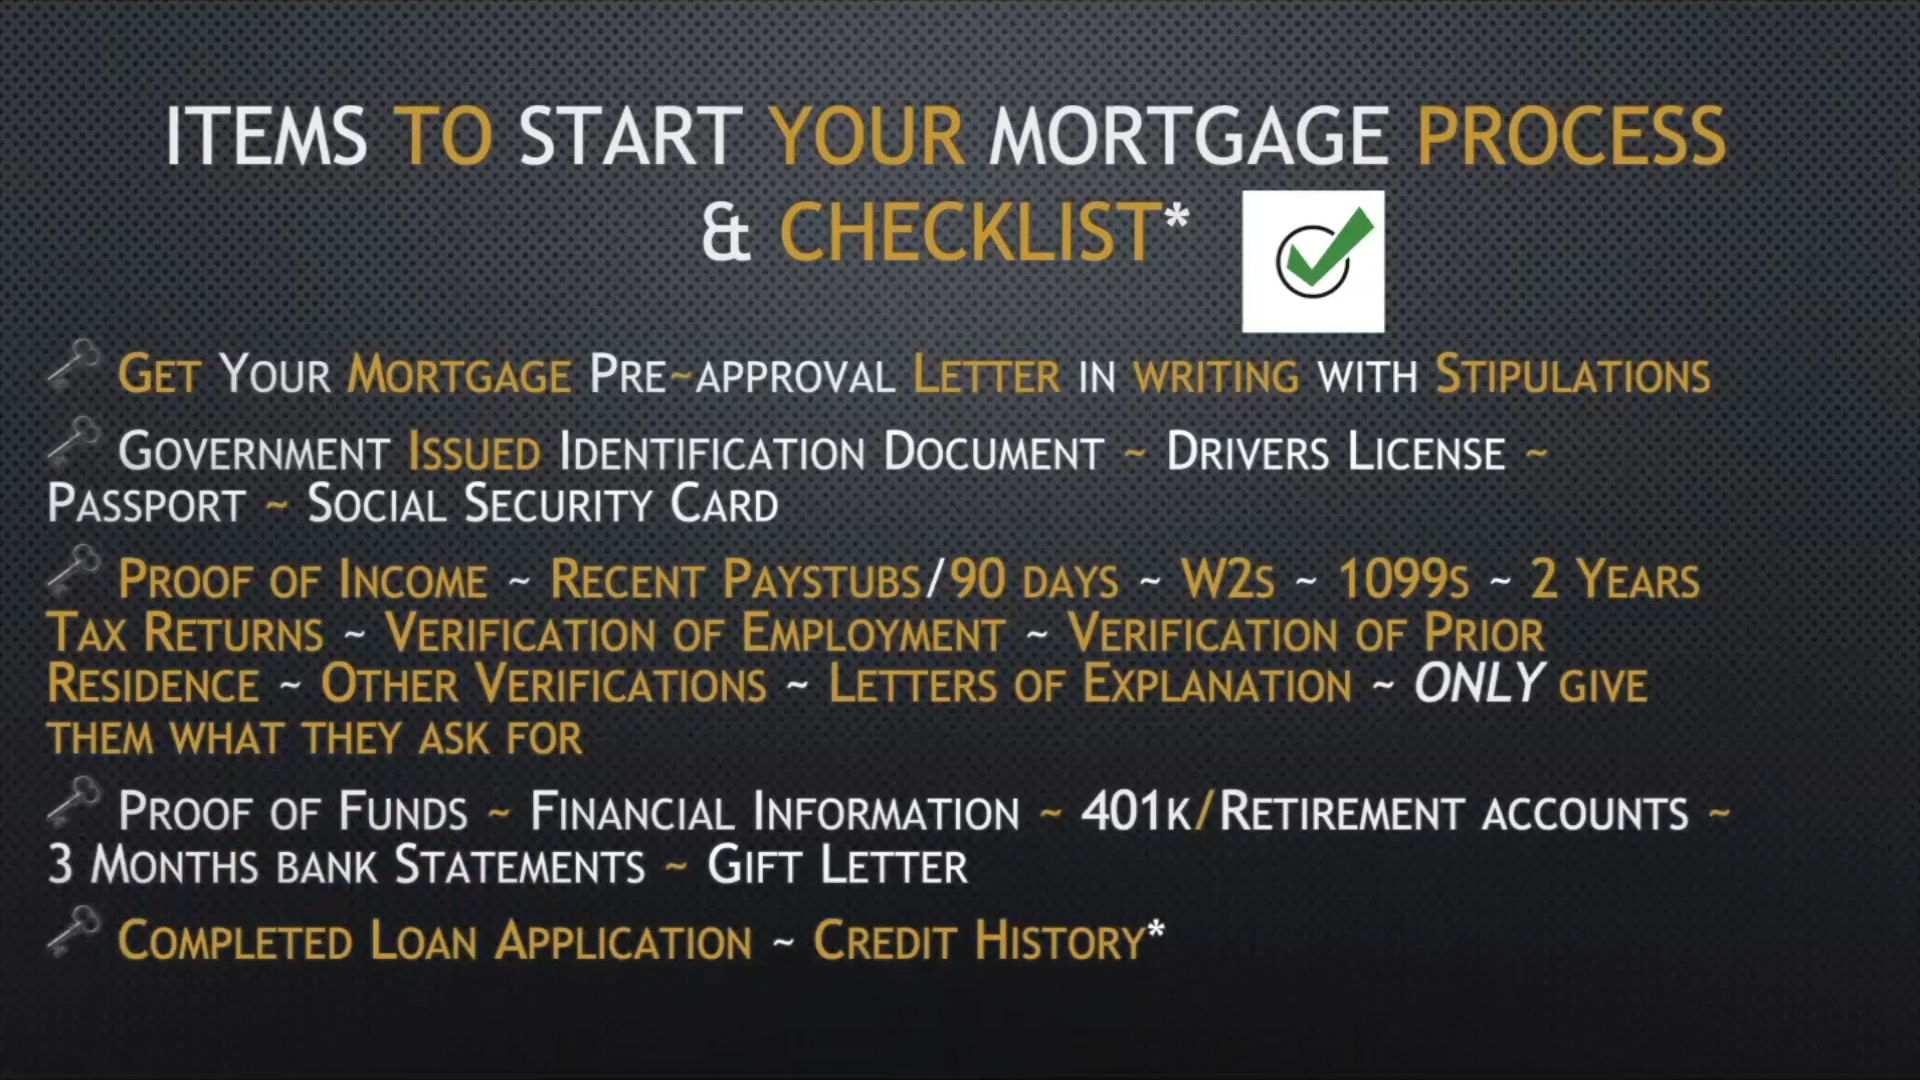 ITEMS TO START YOUR MORTGAGE PROCESS
& CHECKLIST*
GET YOUR MORTGAGE PRE~APPROVAL LETTER IN WRITING WITH STIPULATIONS
GOVERNMENT ISSUED IDENTIFICATION DOCUMENT ~ DRIVERS LICENSE ~
PASSPORT ~ SOCIAL SECURITY CARD
PROOF OF INCOME ~ RECENT PAYSTUBS/90 DAYS ~ W2S ~ 1099S ~ 2 YEARS
TAX RETURNS ~ VERIFICATION OF EMPLOYMENT ~ VERIFICATION OF PRIOR
RESIDENCE ~ OTHER VERIFICATIONS ~ LETTERS OF EXPLANATION ~ ONLY GIVE
THEM WHAT THEY ASK FOR
PROOF OF FUNDS ~ FINANCIAL INFORMATION ~ 401K/RETIREMENT ACCOUNTS ~
3 MONTHS BANK STATEMENTS ~ GIFT LETTER
COMPLETED LOAN APPLICATION ~ CREDIT HISTORY*